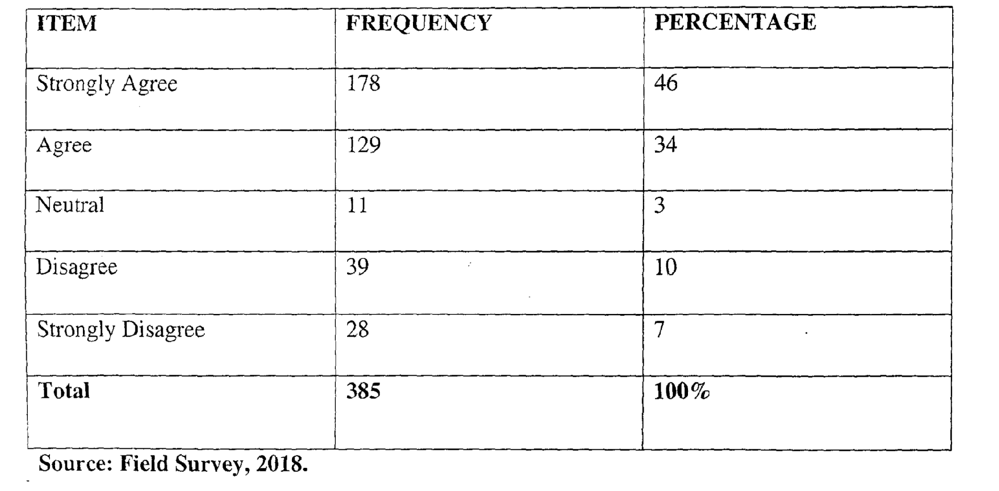 ITEM FREQUENCY PERCENTAGE
Strongly Agree 178 46
Agree 129 34
Neutral 11 3
Disagree 39 10
Strongly Disagree 28 7
Total 385 100%
Source: Field Survey, 2018.